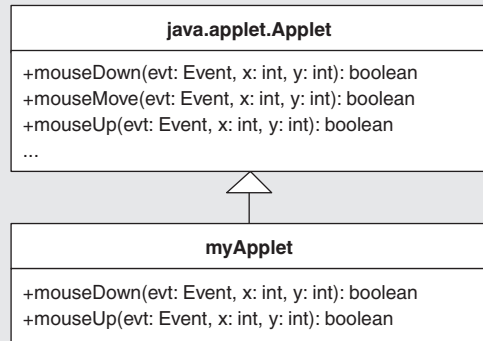 java.applet.Applet
+mouseDown(evt: Event, x: int, y: int): boolean
+mouseMove(evt: Event, x: int, y: int): boolean
+mouseUp(evt: Event, x: int, y: int): boolean
...
myApplet
+mouseDown(evt: Event, x: int, y: int): boolean
+mouseUp(evt: Event, x: int, y: int): boolean